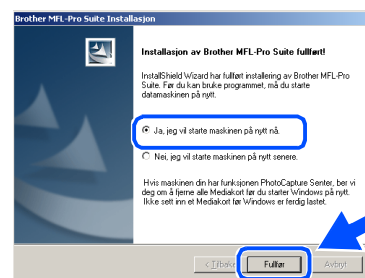 Brother MFL-Pro Suite Installasjon
Installasjon av Brother MFL-Pro Suite fullført!
InstallShield Wizard har fullført installering av Brother MFL-Pro
Suite. Før du kan bruke programmet, må du starte
datamaskinen på nytt.
Ja, jeg vil starte maskinen på nytt nå.
Nei, jeg vil starte maskinen på nytt senere.
Hvis maskinen din har funksjonen PhotoCapture Senter, ber vi
deg om å fjerne alle Mediakort før du starter Windows på nytt.
Ikke sett inn et Mediakort før Windows er ferdig lastet.
< Tilbake Fullfør Avbryt